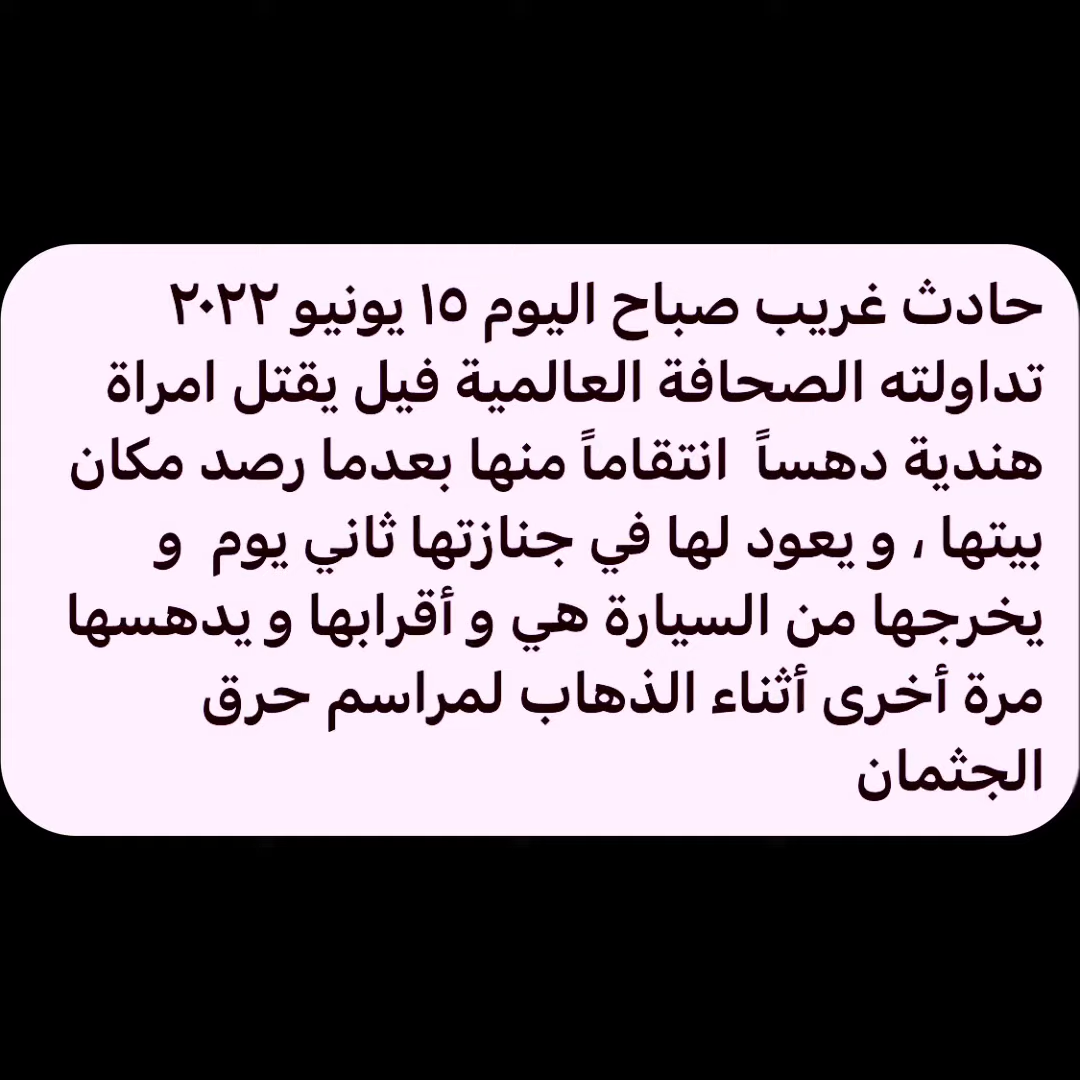 حادث غريب صباح اليوم ١٥ يونيو ٢٠٢٢
تداولته الصحافة العالمية فيل يقتل امراة
هندية دهساً  انتقاماً منها بعدما رصد مكان
بيتها ، و يعود لها في جنازتها ثاني يوم  و
يخرجها من السيارة هي و أقرابها و يدهسها
مرة أخرى أثناء الذهاب لمراسم حرق
الجثمان